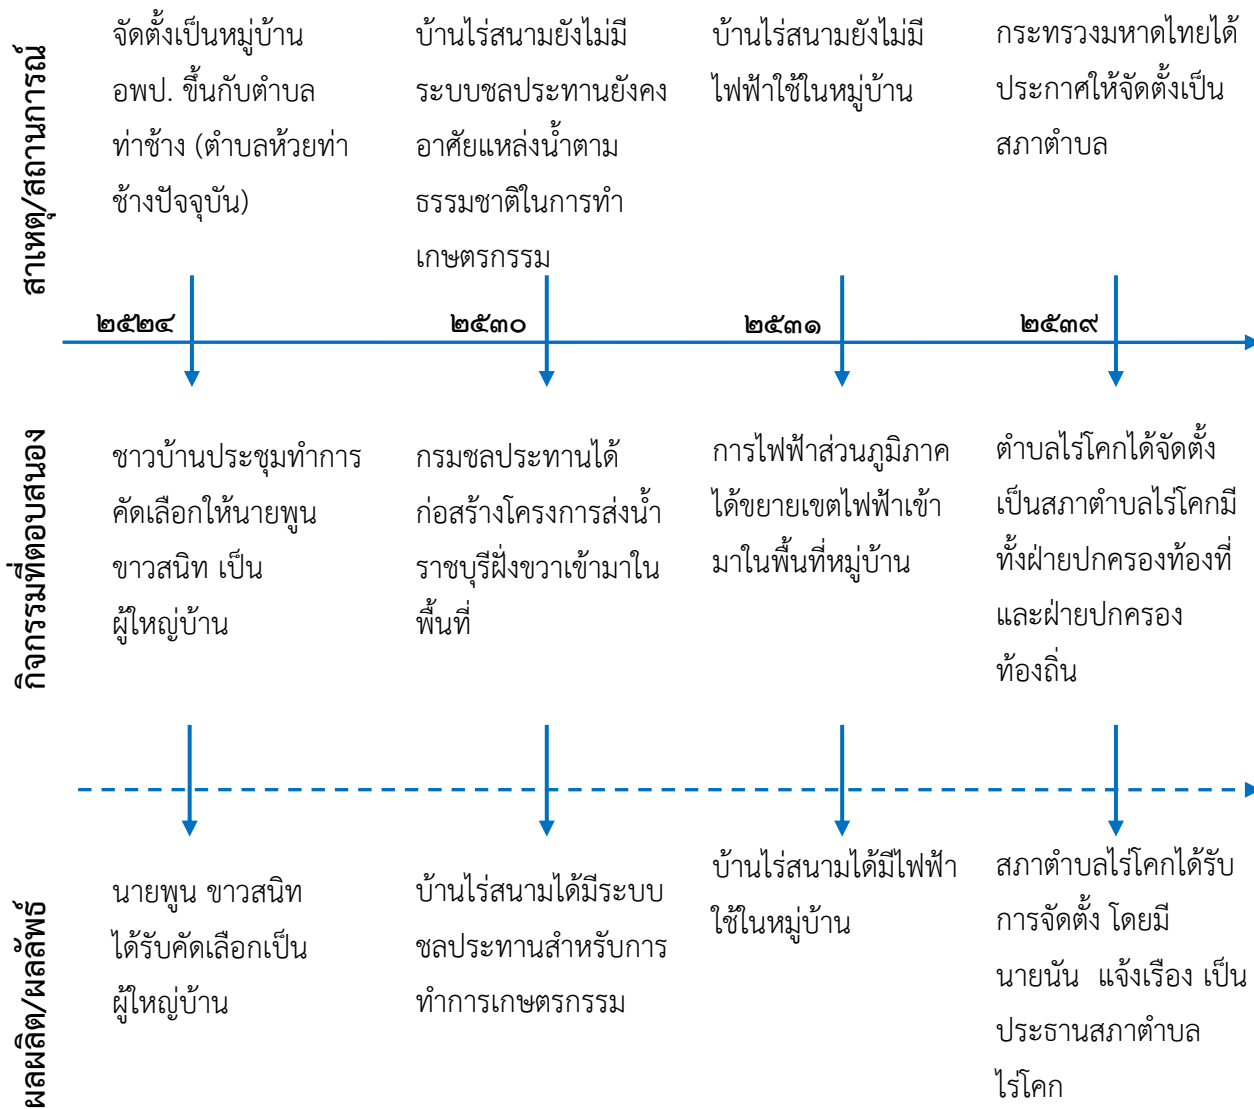 สาเหตุ/สถานการณ์
จัดตั้งเป็นหมู่บ้าน
อพป. ขึ้นกับตำบล
ท่าช้าง (ตำบลห้วยท่า
ช้างปัจจุบัน)
บ้านไร่สนามยังไม่มี
ระบบชลประทานยังคง
อาศัยแหล่งน้ำตาม
ธรรมชาติในการทำ
เกษตรกรรม
บ้านไร่สนามยังไม่มี
ไฟฟ้าใช้ในหมู่บ้าน
กระทรวงมหาดไทยได้
ประกาศให้จัดตั้งเป็น
สภาตำบล
๒๕๒๔
๒๕๓๐
๒๕๓๑
๒๕๓๙
กิจกรรมที่ตอบสนอง
ชาวบ้านประชุมทำการ
คัดเลือกให้นายพูน
ขาวสนิท เป็น
ผู้ใหญ่บ้าน
กรมชลประทานได้
ก่อสร้างโครงการส่งน้ำ
ราชบุรีฝั่งขวาเข้ามาใน
พื้นที่
การไฟฟ้าส่วนภูมิภาค
ได้ขยายเขตไฟฟ้าเข้า
มาในพื้นที่หมู่บ้าน
ตำบลไร่โคกได้จัดตั้ง
เป็นสภาตำบลไร่โคกมี
ทั้งฝ่ายปกครองท้องที่
และฝ่ายปกครอง
ท้องถิ่น
ผลผลิต/ผลลัพธ์
นายพูน ขาวสนิท
ได้รับคัดเลือกเป็น
ผู้ใหญ่บ้าน
บ้านไร่สนามได้มีระบบ
ชลประทานสำหรับการ
ทำการเกษตรกรรม
บ้านไร่สนามได้มีไฟฟ้า
ใช้ในหมู่บ้าน
สภาตำบลไร่โคกได้รับ
การจัดตั้ง โดยมี
นายนัน แจ้งเรือง เป็น
ประธานสภาตำบล
ไร่โคก